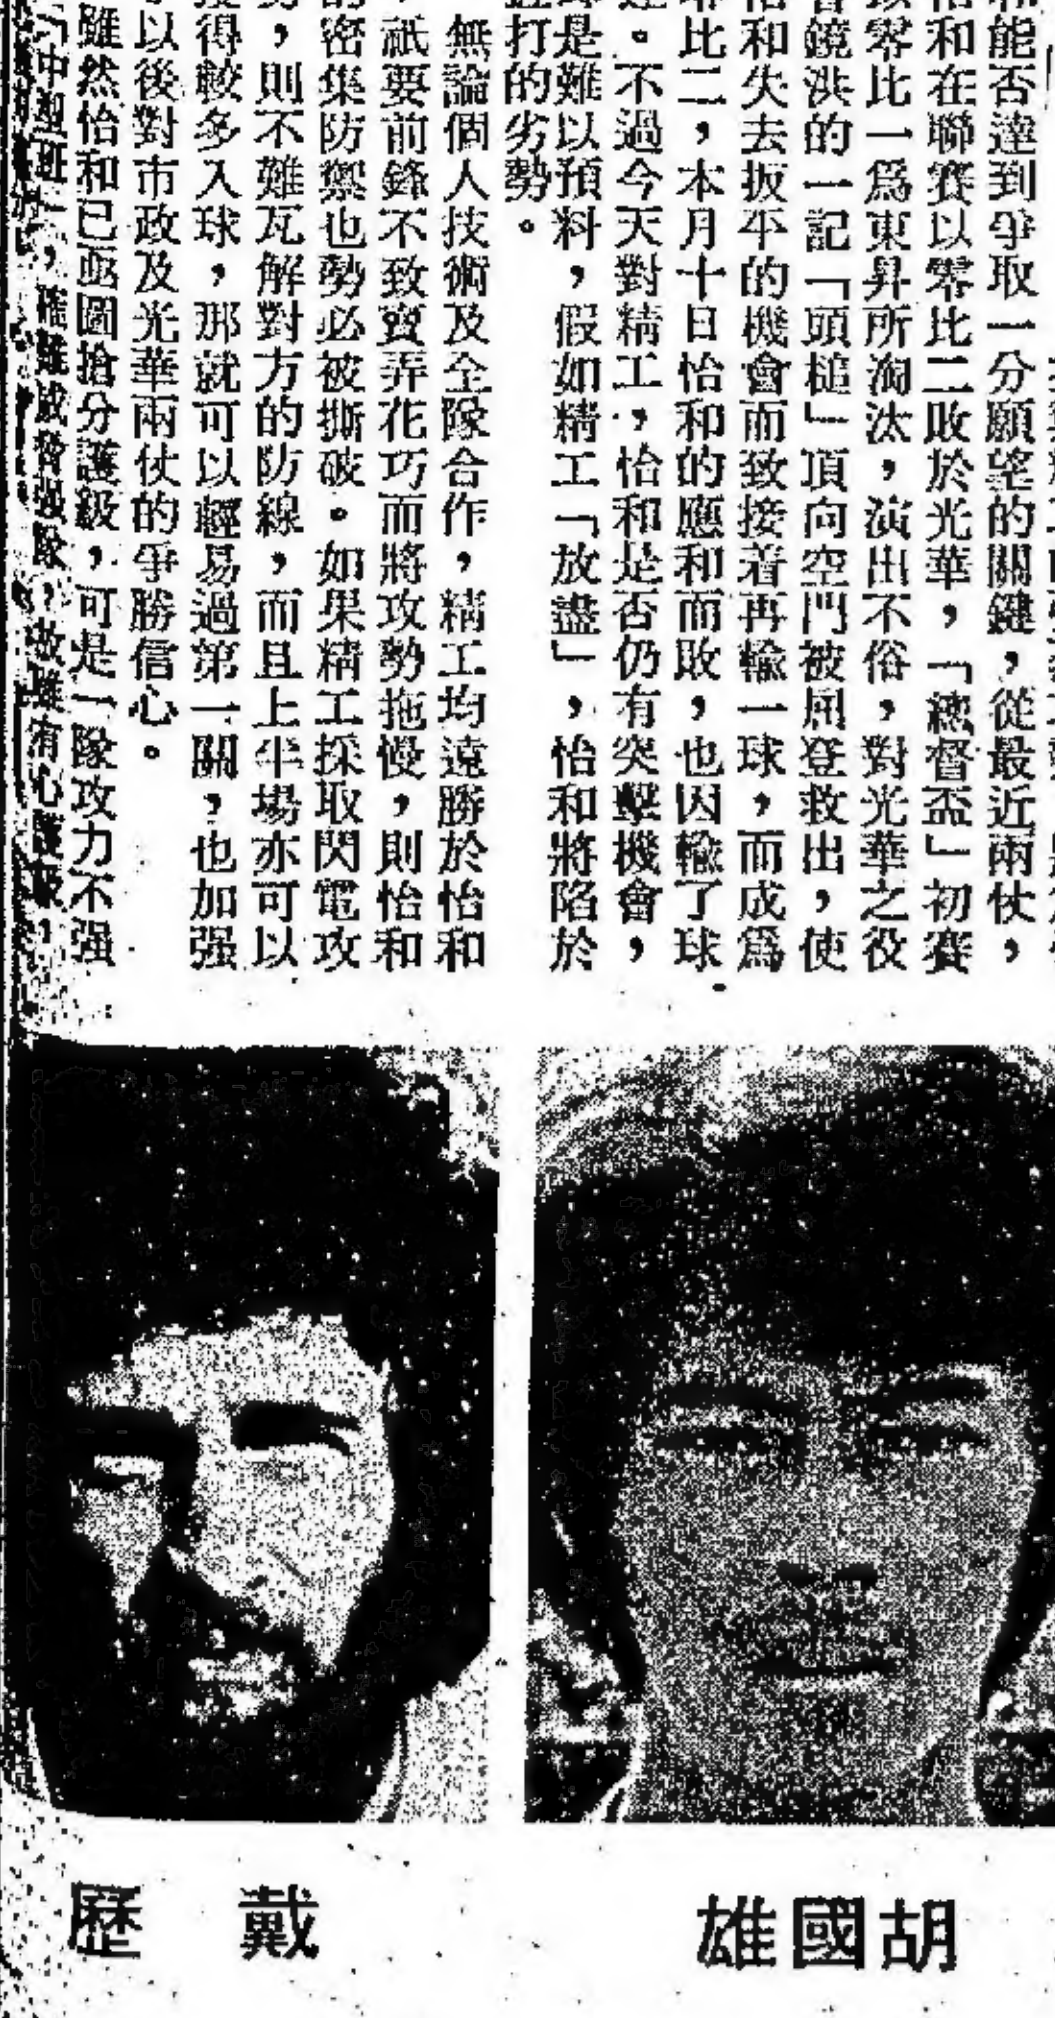 和能否達到爭取一分願望的關鍵，從最近兩仗，
怡和在聯賽以零比二敗於光華，「總督盃」初賽
以零比一爲東昇所淘汰，演出不俗，對光華之役
曾鏡洪的一記「頭槌」頂向空門被屈登救出，使
怡和失去扳平的機會而致接着再輸一球，而成爲
比二，本月十日怡和的應和而敗，也因輸了球
。不過今天對精工，怡和是否仍有突擊機會，
是難以預料，假如精工「放盡」，怡和將陷於
打的劣勢。
無論個人技術及全隊合作，精工均遠勝於怡和
，祇要前鋒不致賣弄花巧而將攻勢拖慢，則怡和
的密集防禦也勢必被撕破。如果精工採取閃電攻
勢，則不難瓦解對方的防線，而且上半場亦可以
獲得較多入球，那就可以輕易過第一關，也加强
以後對市政及光華兩仗的爭勝信心。
雖然怡和已亟圖搶分護級，可是一隊攻力不强
胡國雄
戴歷